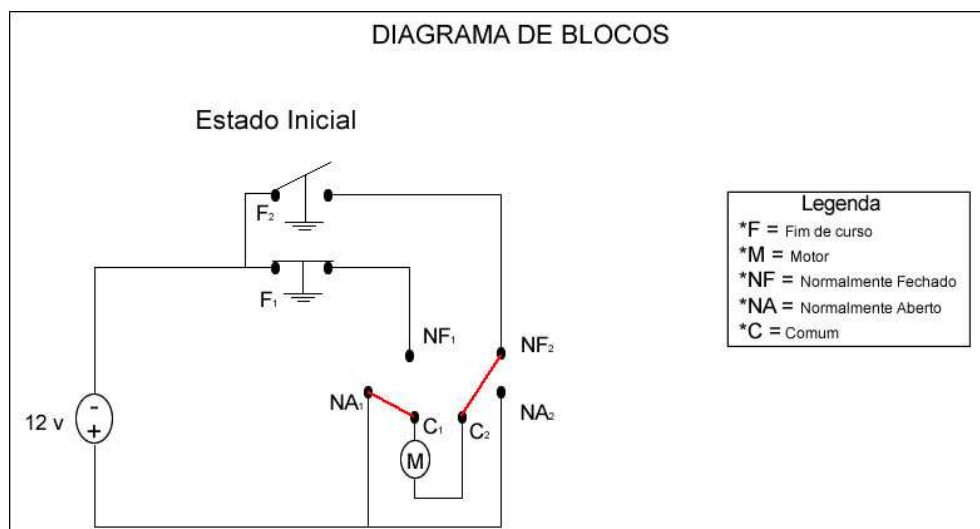 DIAGRAMA DE BLOCOS
Estado Inicial
F2
F1
NF1
NF2
NA1
NA2
C1
C2
M
12 v
-
+
Legenda
*F = Fim de curso
*M = Motor
*NF = Normalmente Fechado
*NA = Normalmente Aberto
*C = Comum